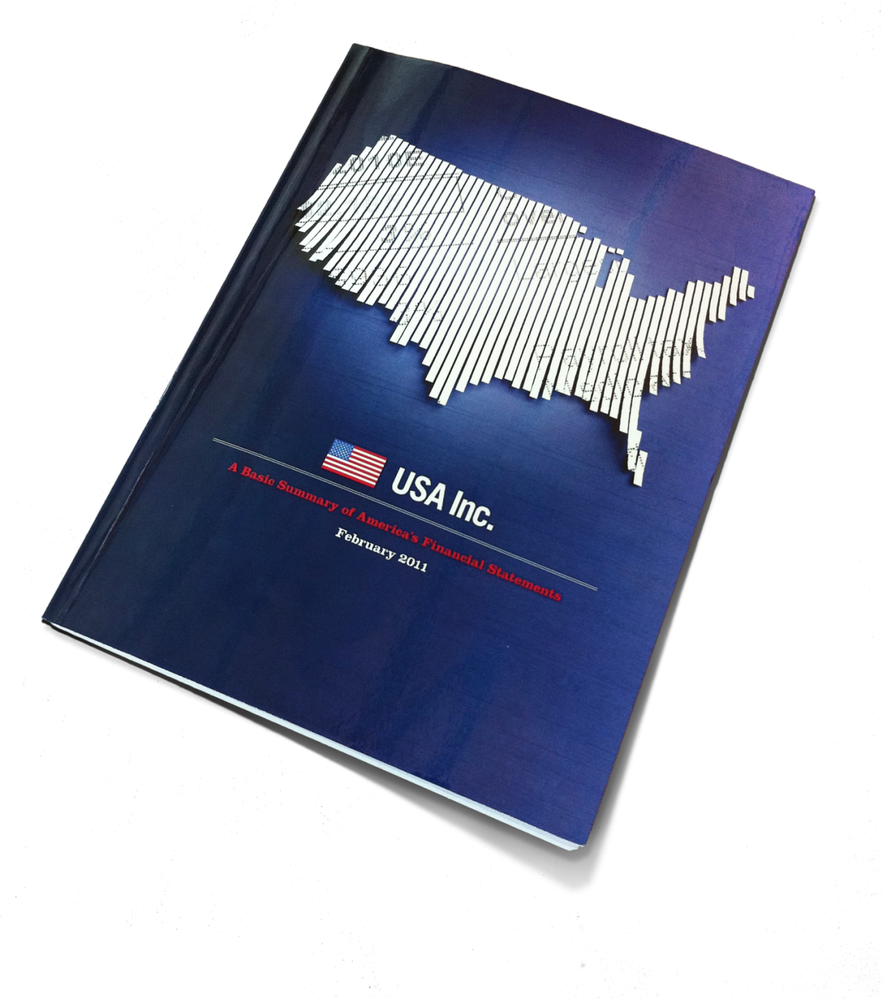 USA Inc.
A Basic Summary of America's Financial Statements
February 2011